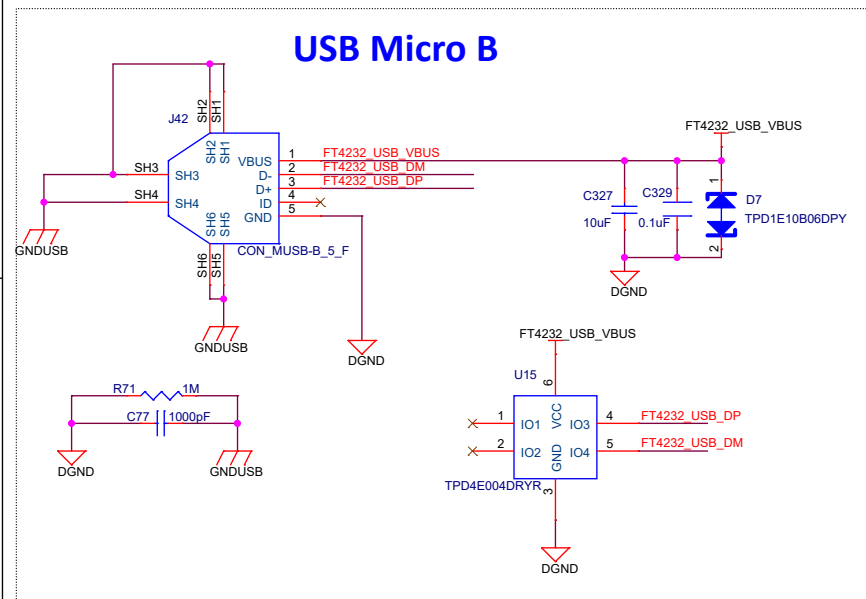 USB Micro B
J42
SH2
SH1
SH2
SH1
SH3
SH3
SH4
SH4
SH6
SH5
SH6
SH5
VBUS
D-
D+
ID
GND
1
2
3
4
5
FT4232_USB_VBUS
FT4232_USB_DM
FT4232_USB_DP
CON_MUSB-B_5_F
GNDUSB
GNDUSB
DGND
FT4232_USB_VBUS
C327
10uF
C329
0.1uF
1
2
D7
TPD1E10B06DPY
DGND
R71
1M
C77
1000pF
DGND
GNDUSB
FT4232_USB_VBUS
U15
6
1
IO1
VCC
IO3
4
FT4232_USB_DP
2
IO2
GND
IO4
5
FT4232_USB_DM
TPD4E004DRYR
3
DGND